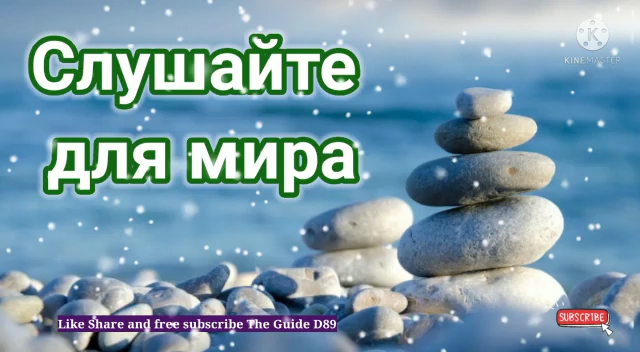 Слушайте
для мира
K
KINEMASTER
Like Share and free subscribe The Guide D89
SUBSCRIBE